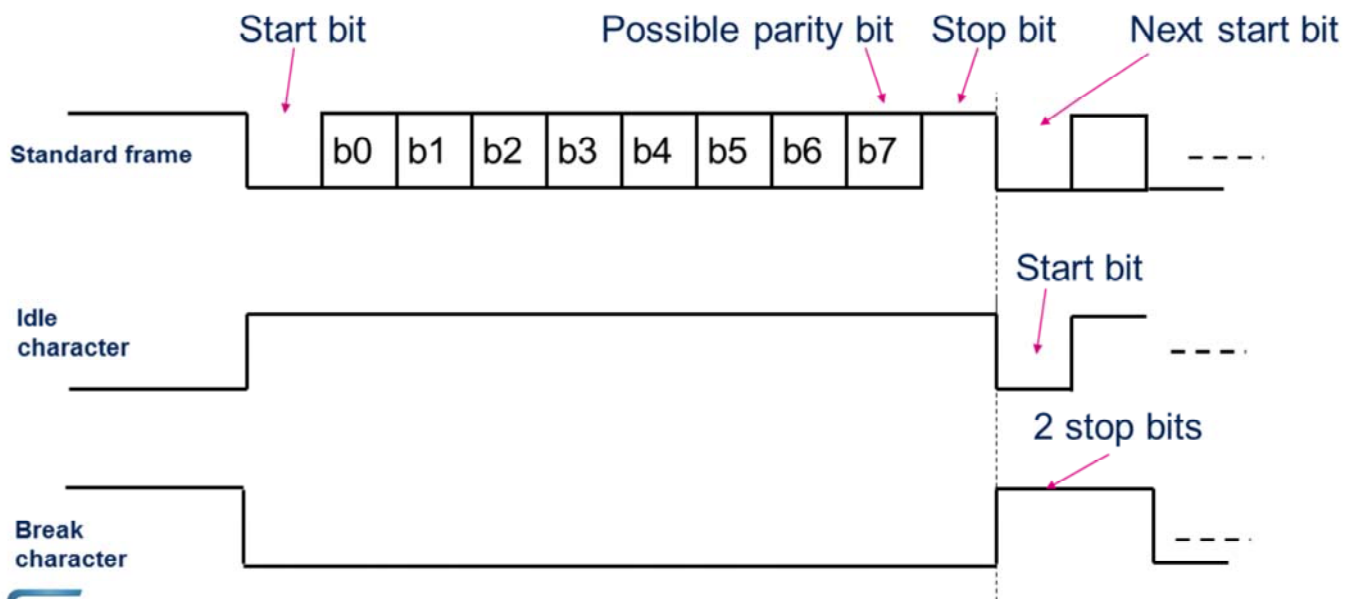 Start bit
Possible parity bit
Stop bit
Next start bit
Standard frame
b0
b1
b2
b3
b4
b5
b6
b7
Start bit
Idle
character
2 stop bits
Break
character